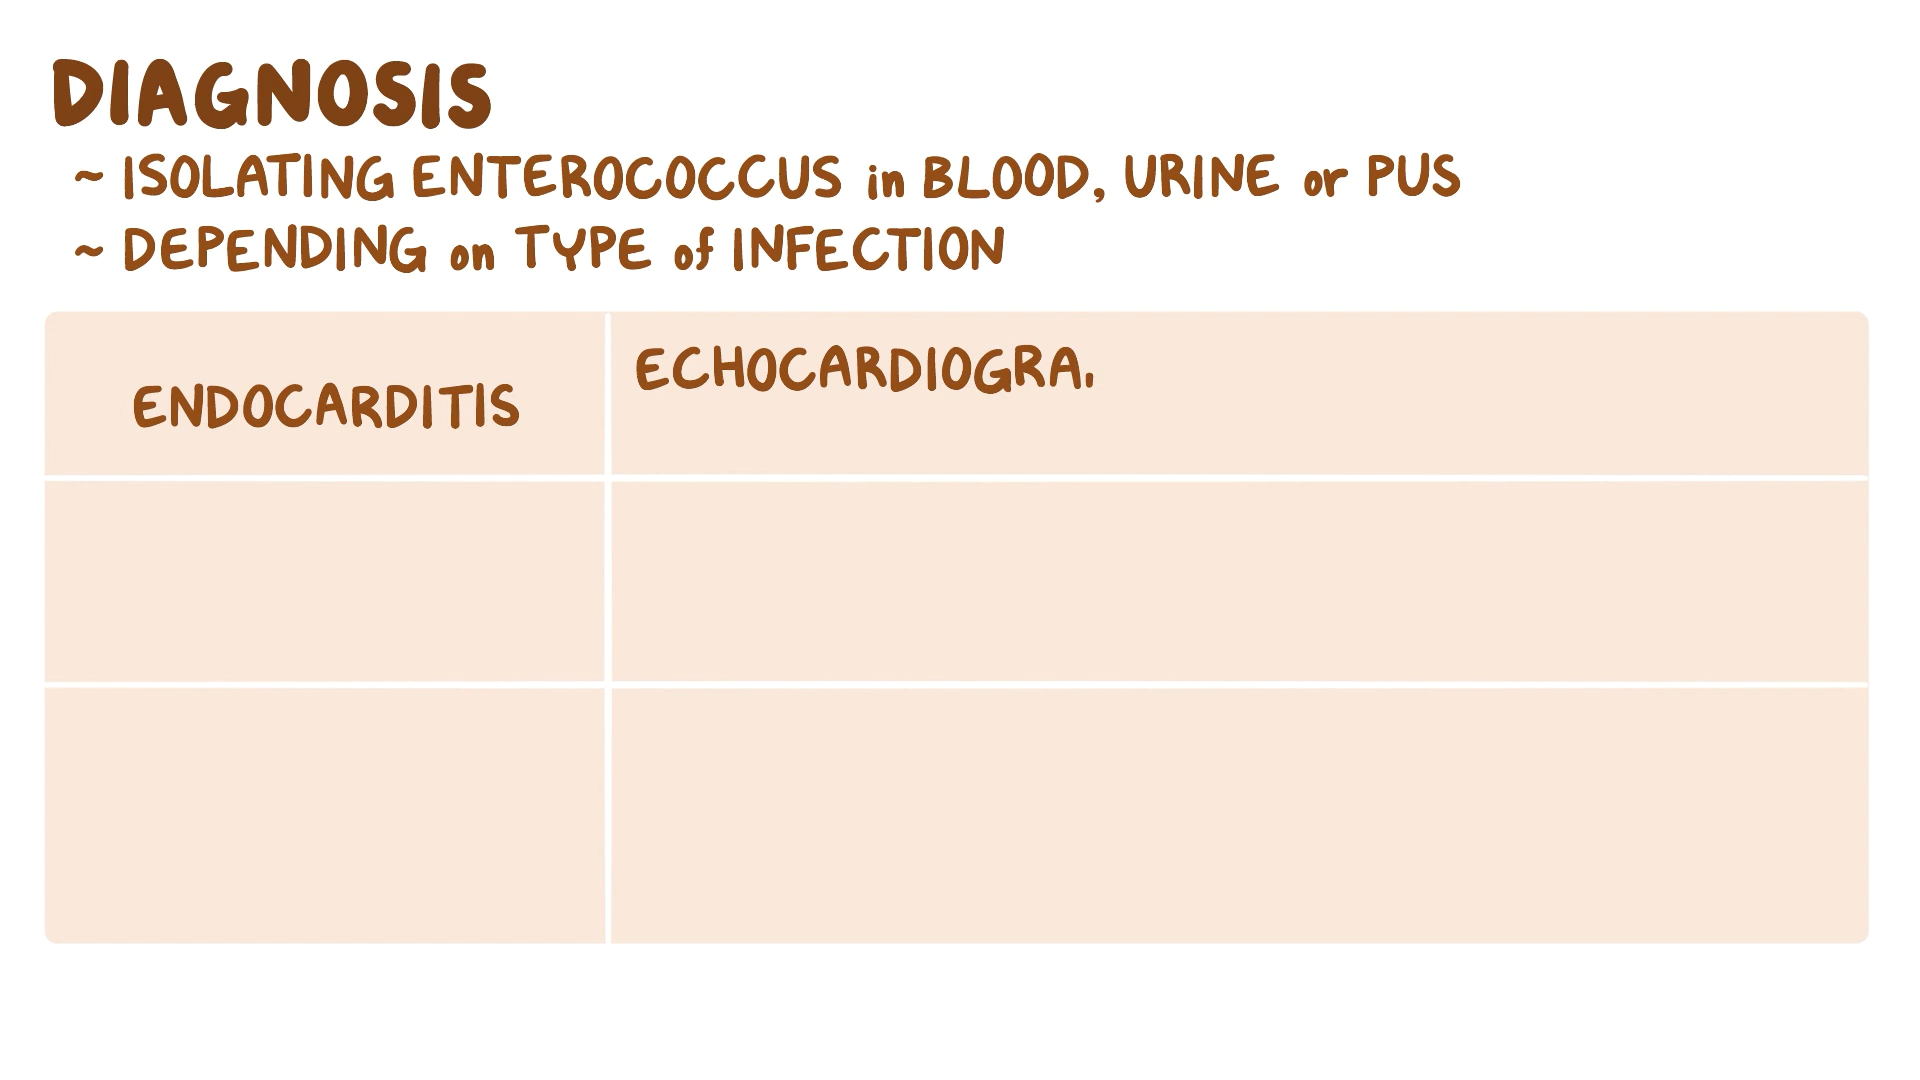 DIAGNOSIS
~ ISOLATING ENTEROCOCCUS in BLOOD, URINE or PUS
~ DEPENDING on TYPE of INFECTION
ENDOCARDITIS
ECHOCARDIOGRA